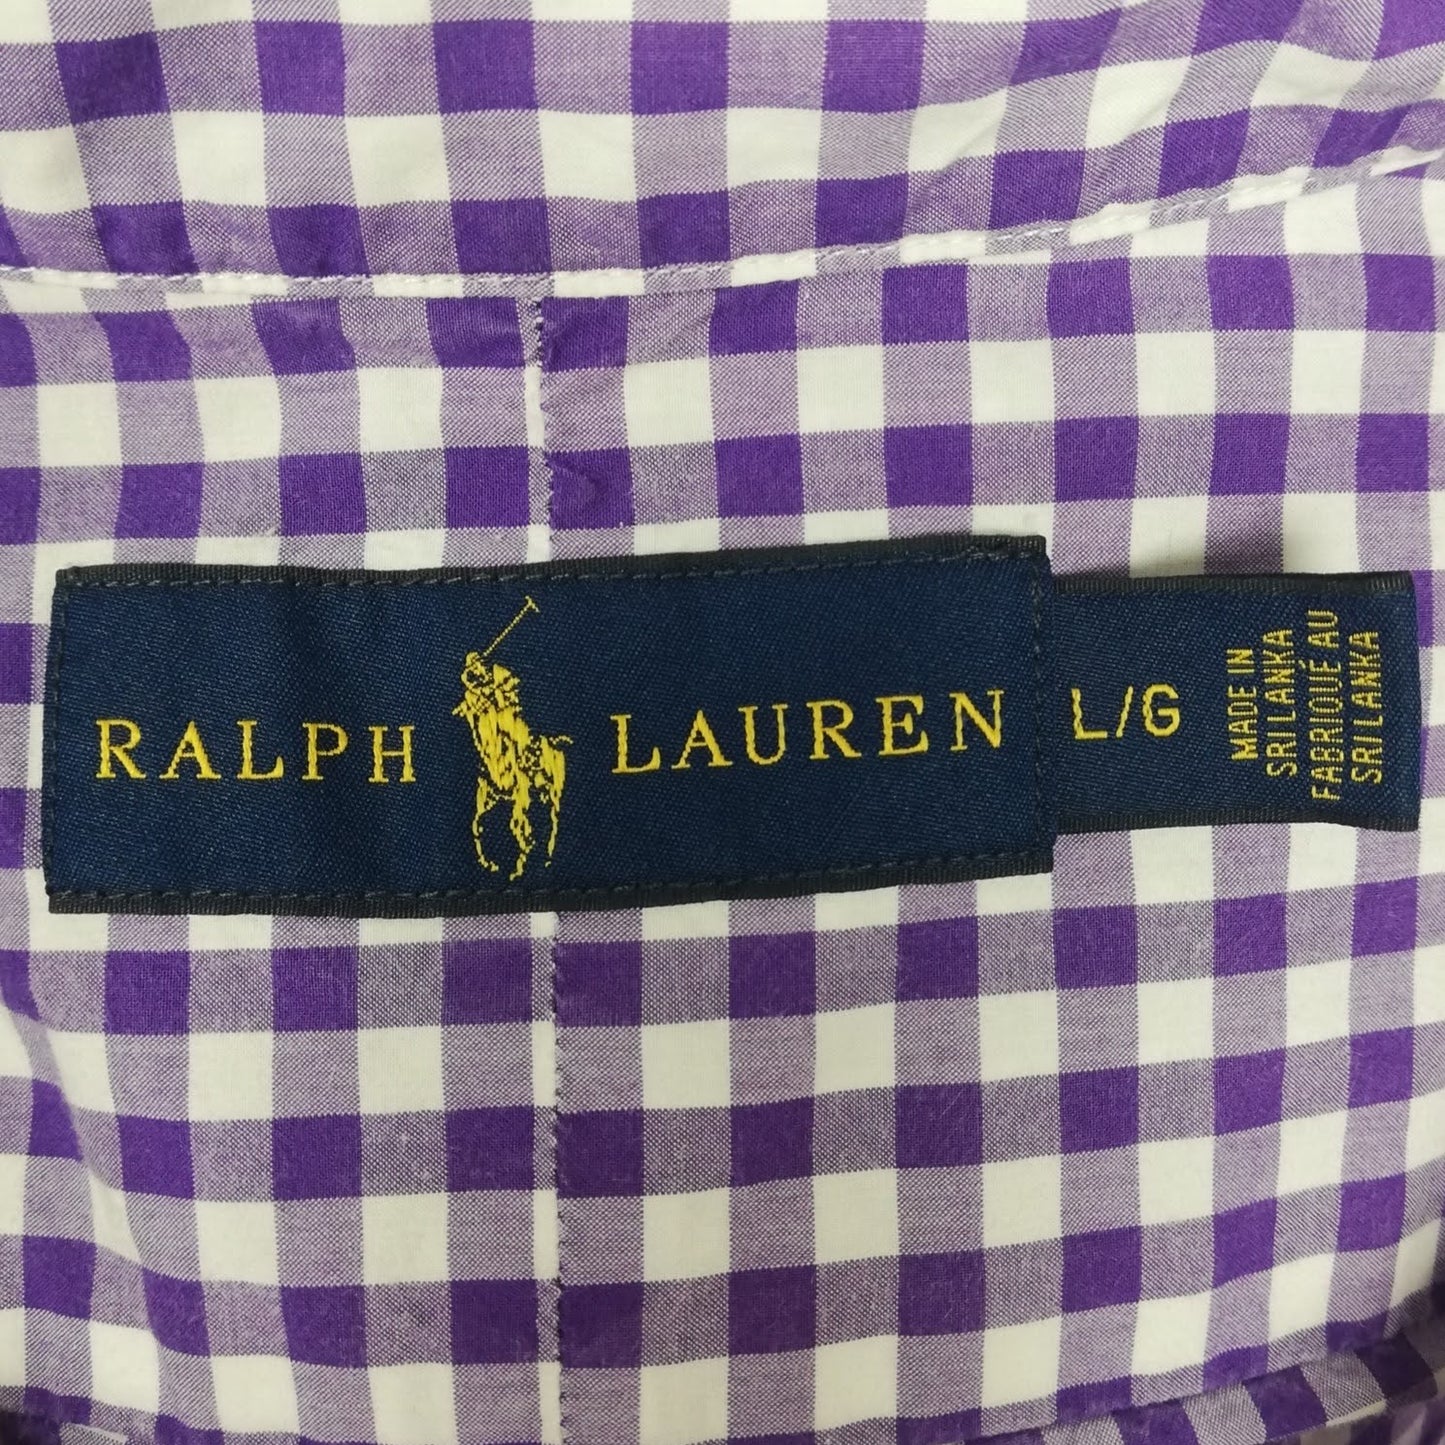 RALPH LAUREN
L/G
MADE IN
SRI LANKA
FABRIQUÉ AU
SRI LANKA